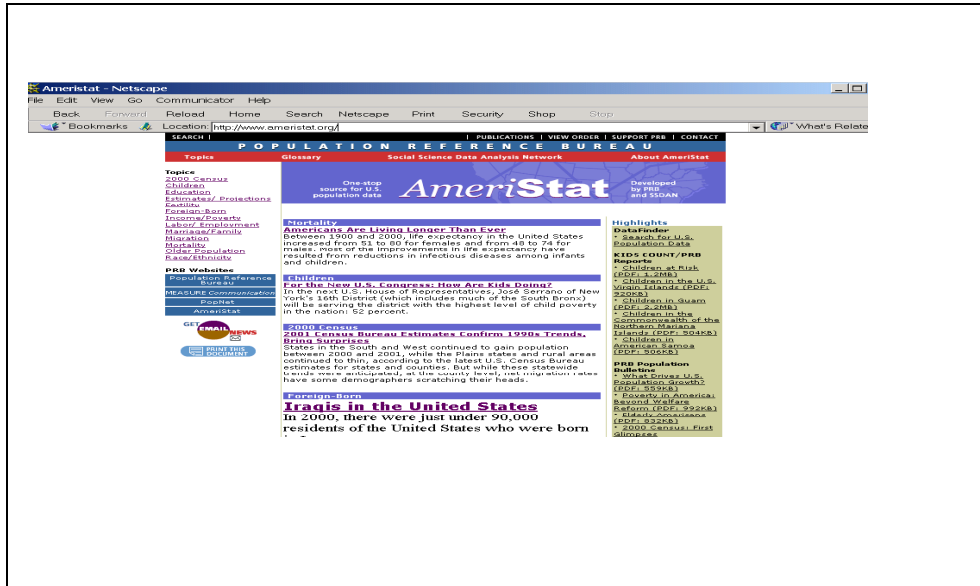 Ameristat - Netscape
File Edit View Go Communicator Help
Back Forward Reload Home Search Netscape Print Security Shop Stop
Bookmarks Location: http://www.ameristat.org/ What's Relate
SEARCH | | PUBLICATIONS | VIEW ORDER | SUPPORT PRB | CONTACT
POPULATION REFERENCE BUREAU
Topics Glossary Social Science Data Analysis Network About AmeriStat
Topics
2000 Census
Children
Education
Estimates/ Projections
Fertility
Foreign-Born
Income/Poverty
Labor/ Employment
Marriage/Family
Migration
Mortality
Older Population
Race/Ethnicity
PRB Websites
Population Reference
Bureau
MEASURE Communication
PopNet
AmeriStat
GET EMAIL NEWS
PRINT THIS
DOCUMENT
One-stop
source for U.S.
population data
AmeriStat
Developed
by PRB
and SSDAN
Mortality
Americans Are Living Longer Than Ever
Between 1900 and 2000, life expectancy in the United States
increased from 51 to 80 for females and from 48 to 74 for
males. Most of the improvements in life expectancy have
resulted from reductions in infectious diseases among infants
and children.
Children
For the New U.S. Congress: How Are Kids Doing?
In the next U.S. House of Representatives, José Serrano of New
York's 16th District (which includes much of the South Bronx)
will be serving the district with the highest level of child poverty
in the nation: 52 percent.
2000 Census
2001 Census Bureau Estimates Confirm 1990s Trends,
Bring Surprises
States in the South and West continued to gain population
between 2000 and 2001, while the Plains states and rural areas
continued to thin, according to the latest U.S. Census Bureau
estimates for states and counties. But while these statewide
trends were anticipated, at the county level, net migration rates
have some demographers scratching their heads.
Foreign-Born
Iraqis in the United States
In 2000, there were just under 90,000
residents of the United States who were born
Highlights
DataFinder
* Search for U.S.
Population Data
KIDS COUNT/PRB
Reports
* Children at Risk
(PDF: 1.2MB)
* Children in the U.S.
Virgin Islands (PDF:
920KB)
* Children in Guam
(PDF: 2.2MB)
* Children in the
Commonwealth of the
Northern Mariana
Islands (PDF: 504KB)
* Children in
American Samoa
(PDF: 506KB)
PRB Population
Bulletins
* What Drives U.S.
Population Growth?
(PDF: 559KB)
* Poverty in America:
Beyond Welfare
Reform (PDF: 992KB)
* Elderly Americans
(PDF: 832KB)
* 2000 Census: First
Glimpses